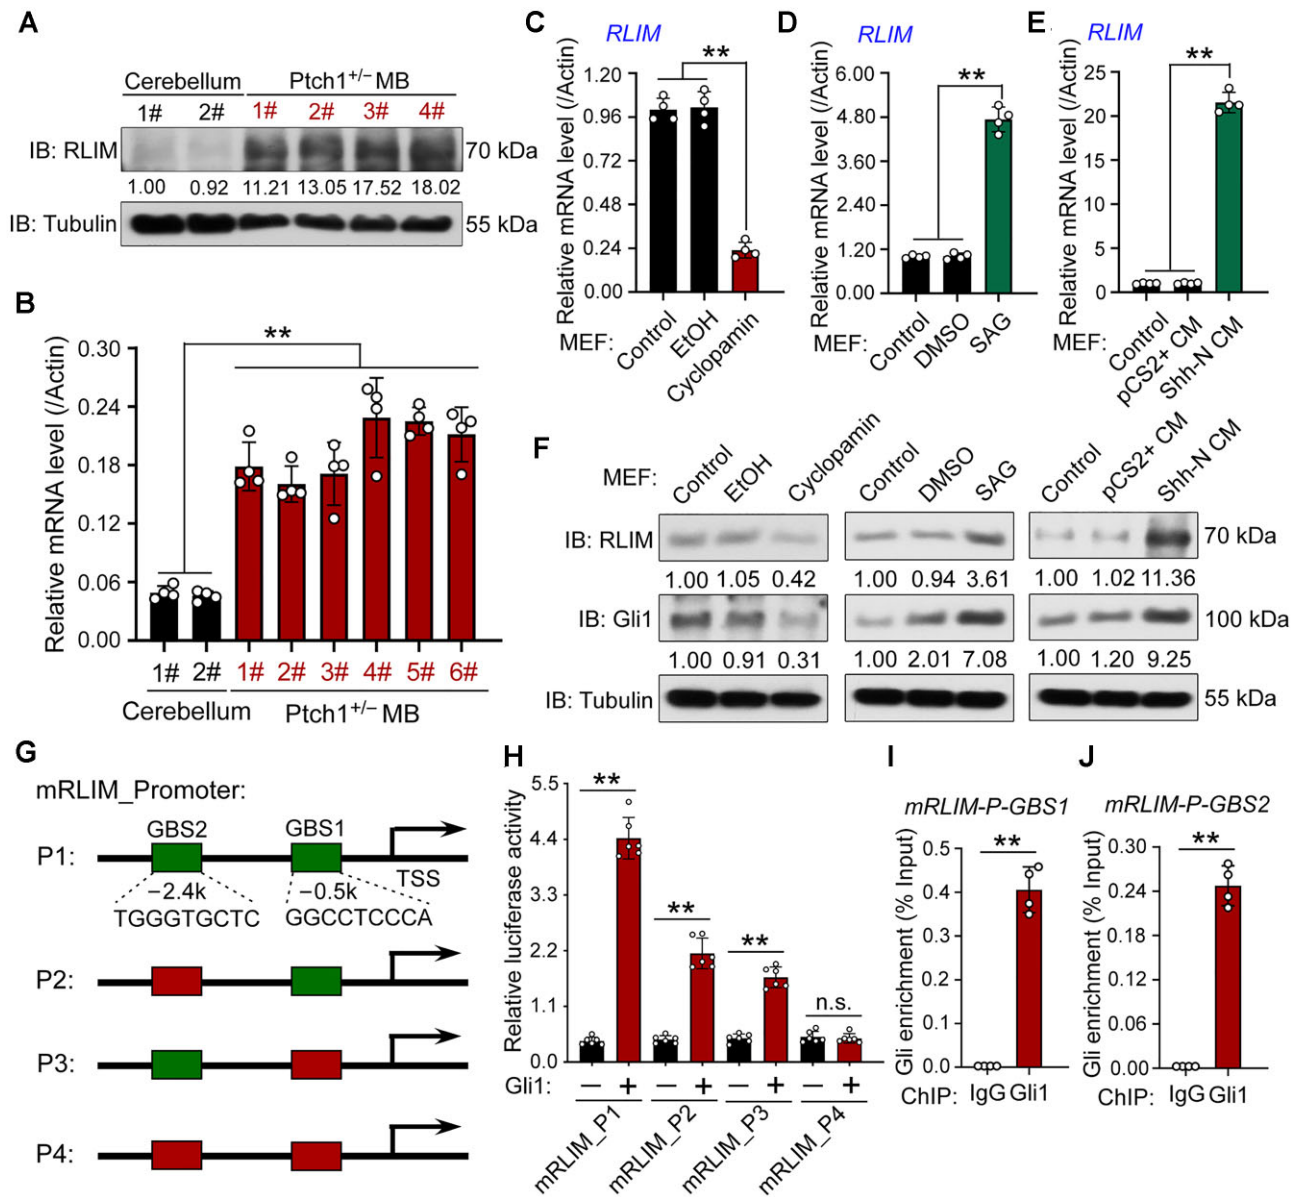 A
Cerebellum Ptch1+/– MB
1# 2# 1# 2# 3# 4#
IB: RLIM 70 kDa
1.00 0.92 11.21 13.05 17.52 18.02
IB: Tubulin 55 kDa
B
Relative mRNA level (/Actin)
0.30
0.24
0.18
0.12
0.06
0.00
**
1# 2# 1# 2# 3# 4# 5# 6#
Cerebellum Ptch1+/– MB
C
RLIM
Relative mRNA level (/Actin)
1.20
0.96
0.72
0.48
0.24
0.00
**
MEF: Control EtOH Cyclopamin
D
RLIM
Relative mRNA level (/Actin)
6.00
4.80
3.60
2.40
1.20
0.00
**
MEF: Control DMSO SAG
E
RLIM
Relative mRNA level (/Actin)
25
20
15
10
5
0
**
MEF: Control pCS2+ CM Shh-N CM
F
MEF: Control EtOH Cyclopamin Control DMSO SAG Control pCS2+ CM Shh-N CM
IB: RLIM 70 kDa
1.00 1.05 0.42 1.00 0.94 3.61 1.00 1.02 11.36
IB: Gli1 100 kDa
1.00 0.91 0.31 1.00 2.01 7.08 1.00 1.20 9.25
IB: Tubulin 55 kDa
G
mRLIM_Promoter:
GBS2 GBS1
P1:
TSS
–2.4k –0.5k
TGGGTGCTC GGCCTCCCA
P2:
P3:
P4:
H
Relative luciferase activity
5.5
4.4
3.3
2.2
1.1
0.0
** ** ** n.s.
Gli1: – + – + – + – +
mRLIM_P1 mRLIM_P2 mRLIM_P3 mRLIM_P4
I
mRLIM-P-GBS1
Gli enrichment (% Input)
0.5
0.4
0.3
0.2
0.1
0.0
**
ChIP: IgG Gli1
J
mRLIM-P-GBS2
Gli enrichment (% Input)
0.30
0.24
0.18
0.12
0.06
0.00
**
ChIP: IgG Gli1